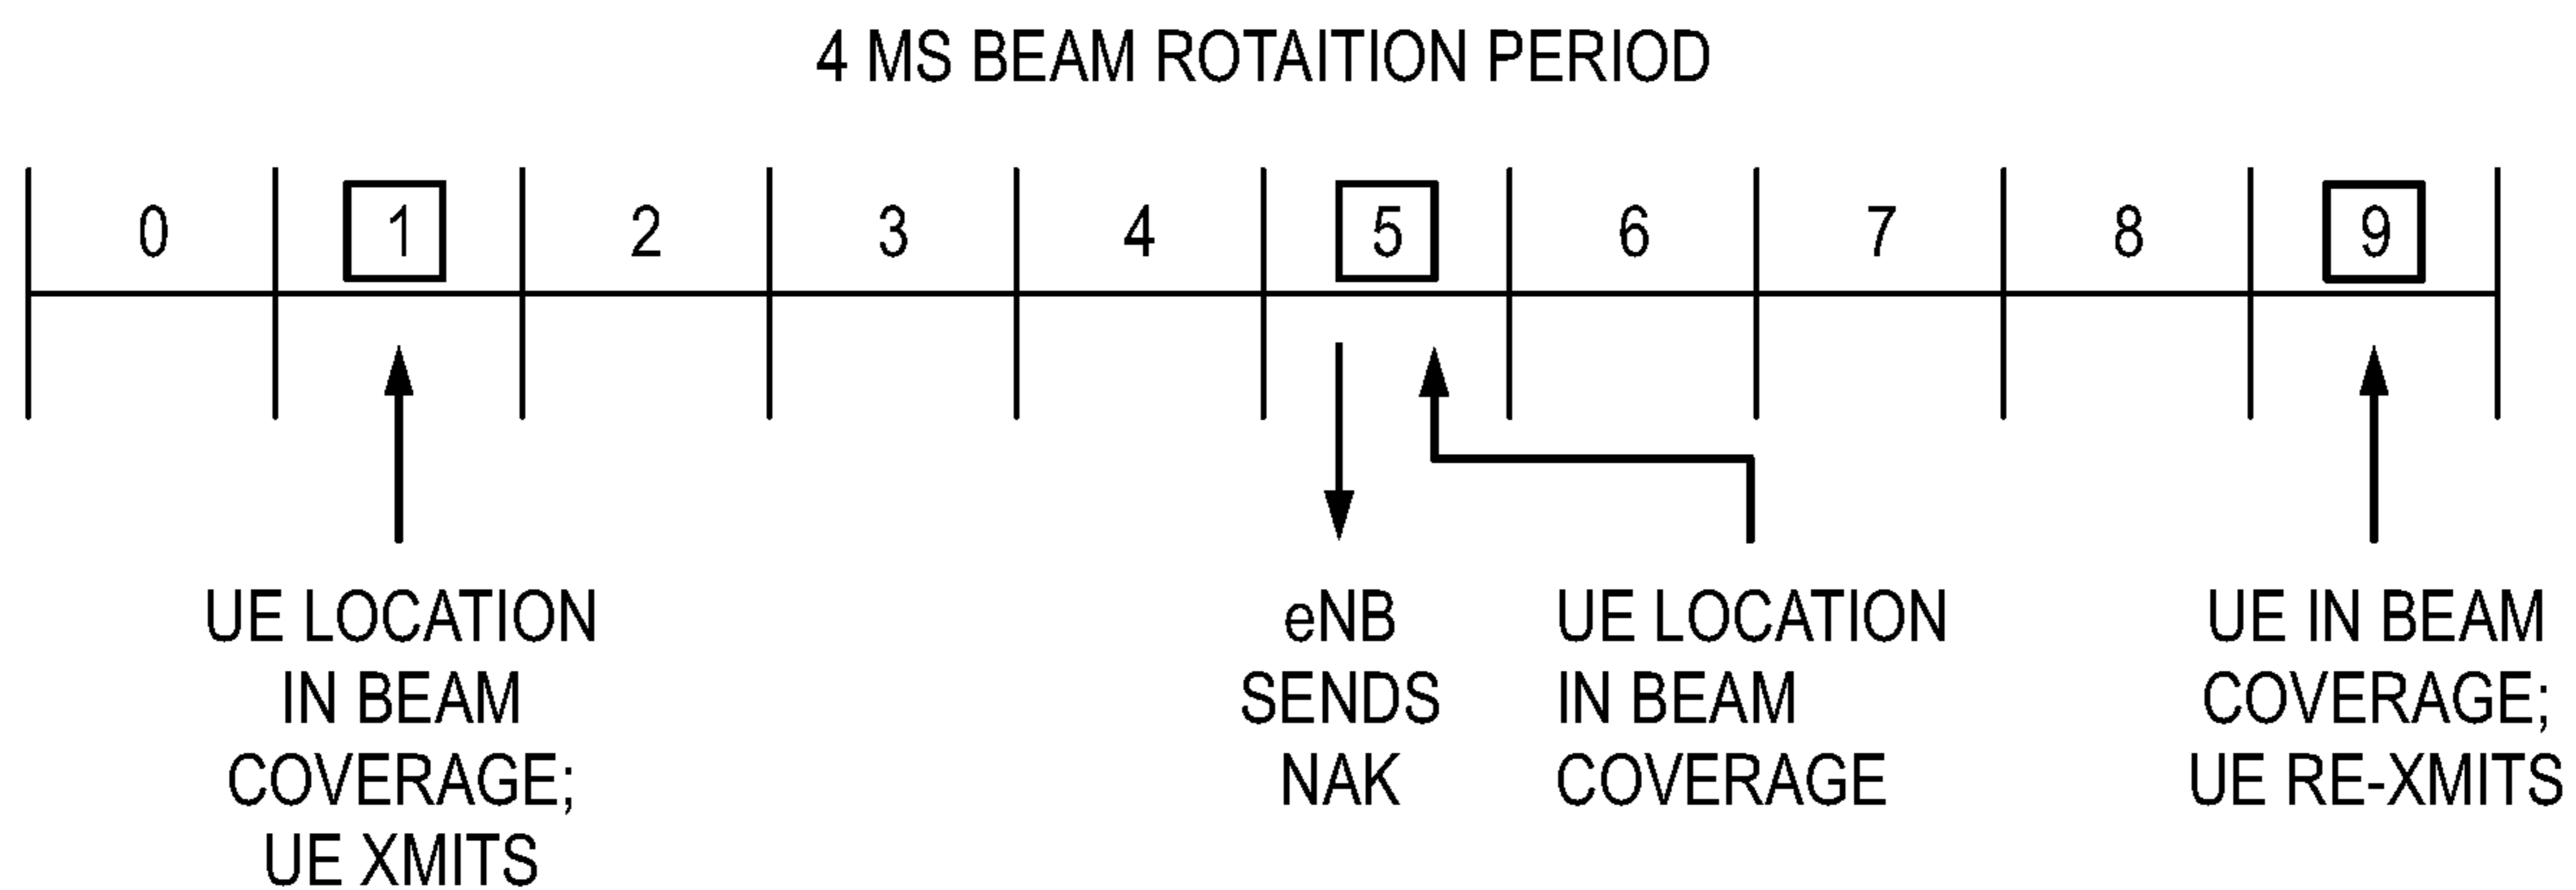 4 MS BEAM ROTAITION PERIOD
0 1 2 3 4 5 6 7 8 9
UE LOCATION
IN BEAM
COVERAGE;
UE XMITS
eNB
SENDS
NAK
UE LOCATION
IN BEAM
COVERAGE
UE IN BEAM
COVERAGE;
UE RE-XMITS